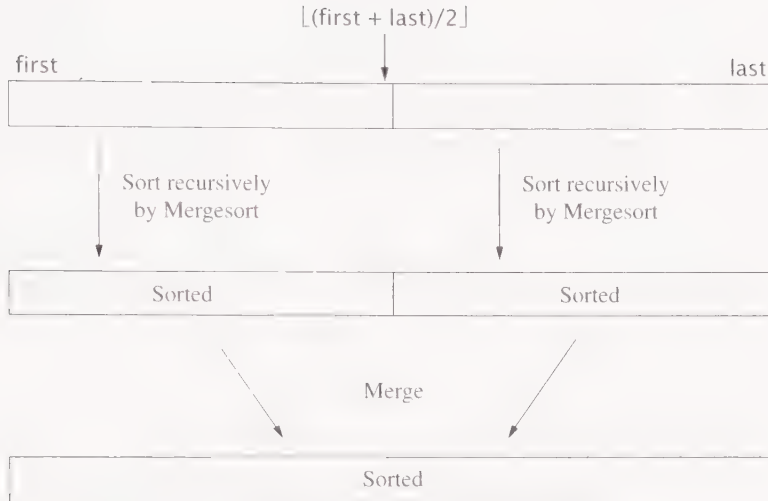 ⌊(first + last)/2⌋
first
last
Sort recursively
by Mergesort
Sort recursively
by Mergesort
Sorted
Sorted
Merge
Sorted